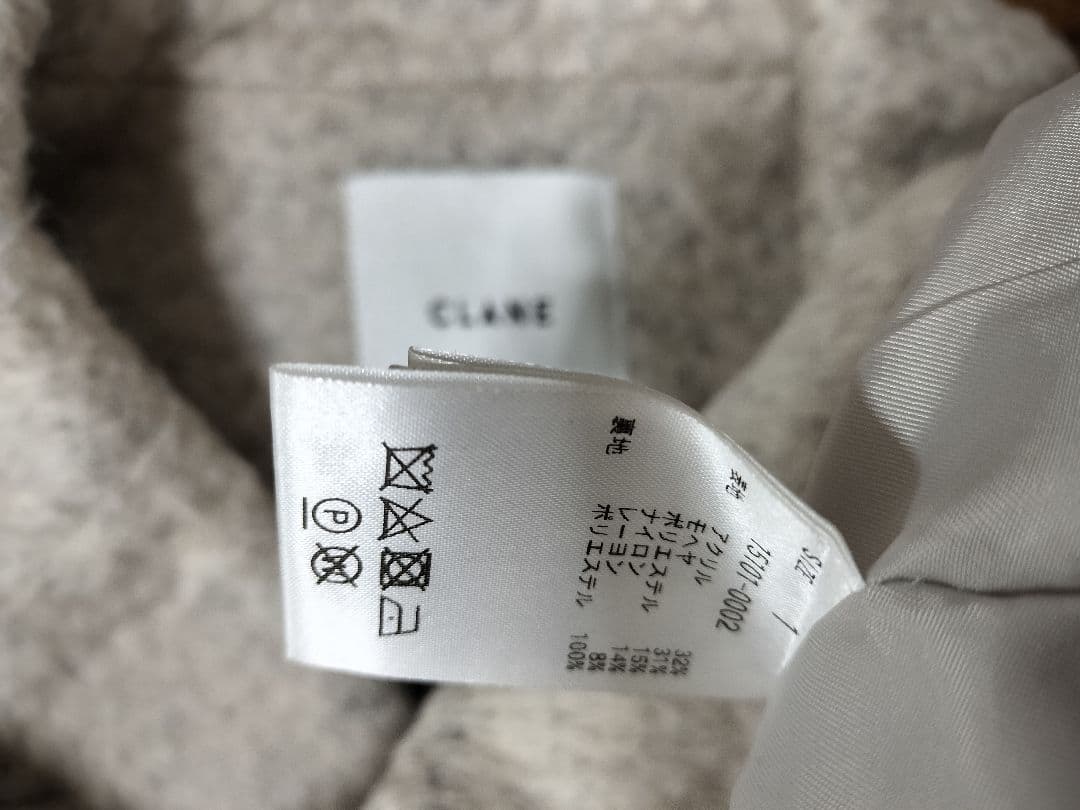 CLANE
SIZE 1
15101-0002
表地
アクリル 32%
モヘヤ 31%
ポリエステル 15%
ナイロン 14%
レーヨン 8%
裏地
ポリエステル 100%
P
W